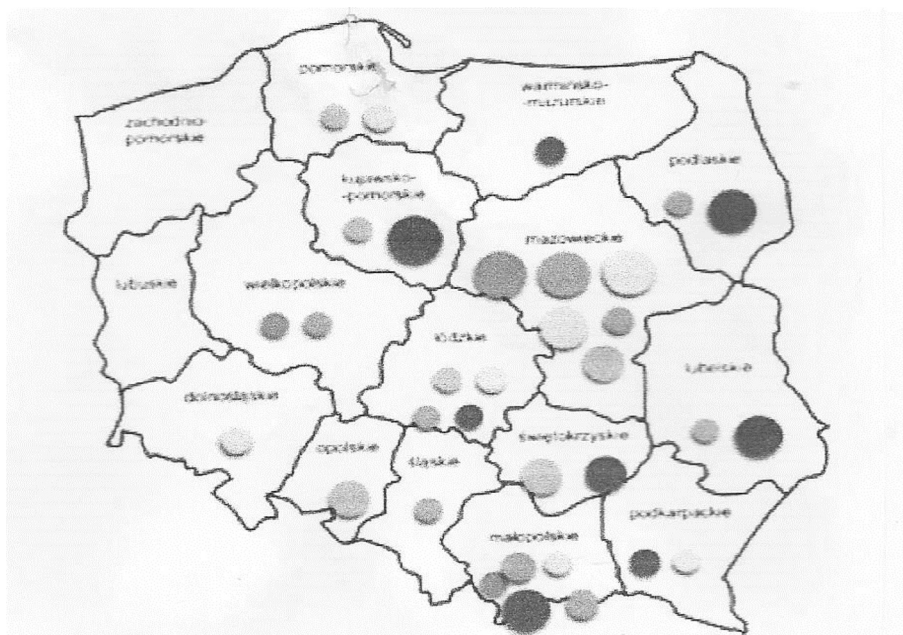 pomorskie
warmińsko-
-mazurskie
zachodnio-
pomorskie
podlaskie
kujawsko-
-pomorskie
mazowieckie
lubuskie
wielkopolskie
łódzkie
lubelskie
dolnośląskie
opolskie
śląskie
świętokrzyskie
podkarpackie
małopolskie